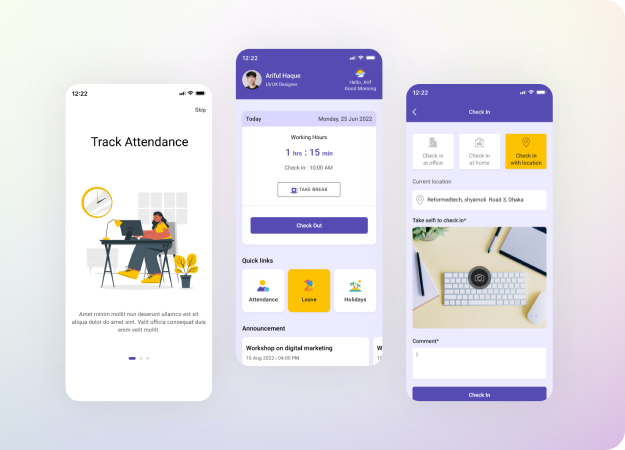 12:22
Skip
Track Attendance
Amet minim mollit non deserunt ullamco est sit
aliqua dolor do amet sint. Velit officia consequat duis
enim velit mollit.
12:22
Ariful Haque
UI/UX Designer
Hello, Arif
Good Morning
Today
Monday, 25 Jun 2022
Working Hours
1 hrs : 15 min
Check in : 10:00 AM
TAKE BREAK
Check Out
Quick links
Attendance
Leave
Holidays
Announcement
Workshop on digital marketing
W
10 Aug 2022 | 04:00 PM
10
12:22
Check In
Check in
at office
Check in
at home
Check in
with location
Current location
Reformedtech, shyamoli Road 3, Dhaka
Take selfi to check in*
Comment*
Check In